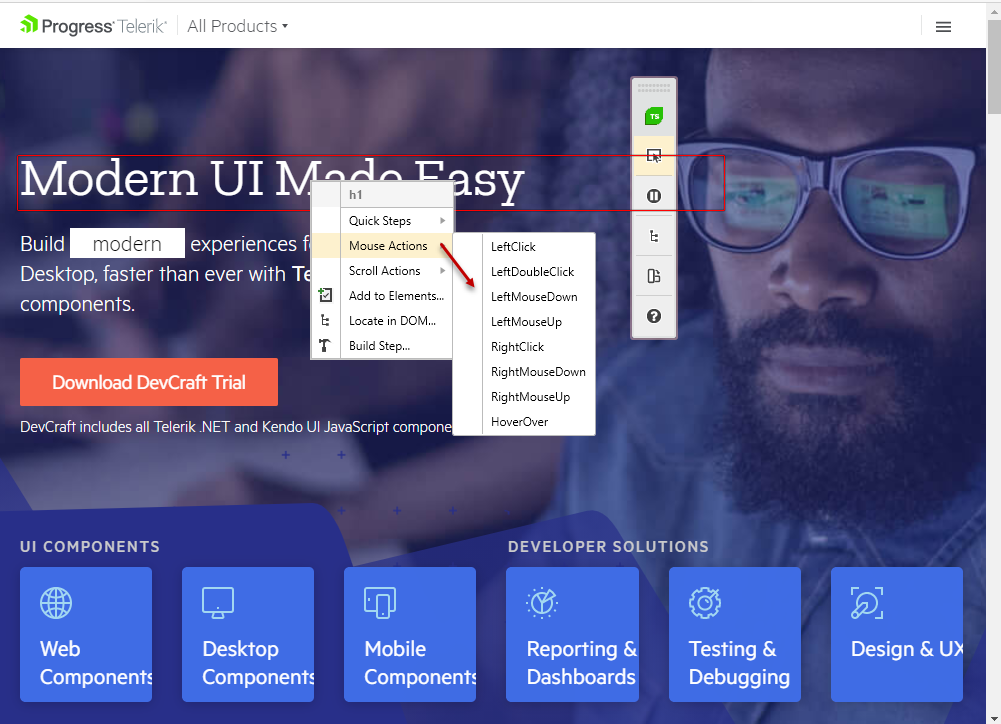 Progress Telerik
All Products
TS
Modern UI Made Easy
h1
Quick Steps
Mouse Actions
Scroll Actions
Add to Elements...
Locate in DOM...
Build Step...
LeftClick
LeftDoubleClick
LeftMouseDown
LeftMouseUp
RightClick
RightMouseDown
RightMouseUp
HoverOver
Build modern experiences f
Desktop, faster than ever with Te
components.
Download DevCraft Trial
DevCraft includes all Telerik .NET and Kendo UI JavaScript compone
UI COMPONENTS
DEVELOPER SOLUTIONS
Web
Components
Desktop
Components
Mobile
Components
Reporting &
Dashboards
Testing &
Debugging
Design & UX